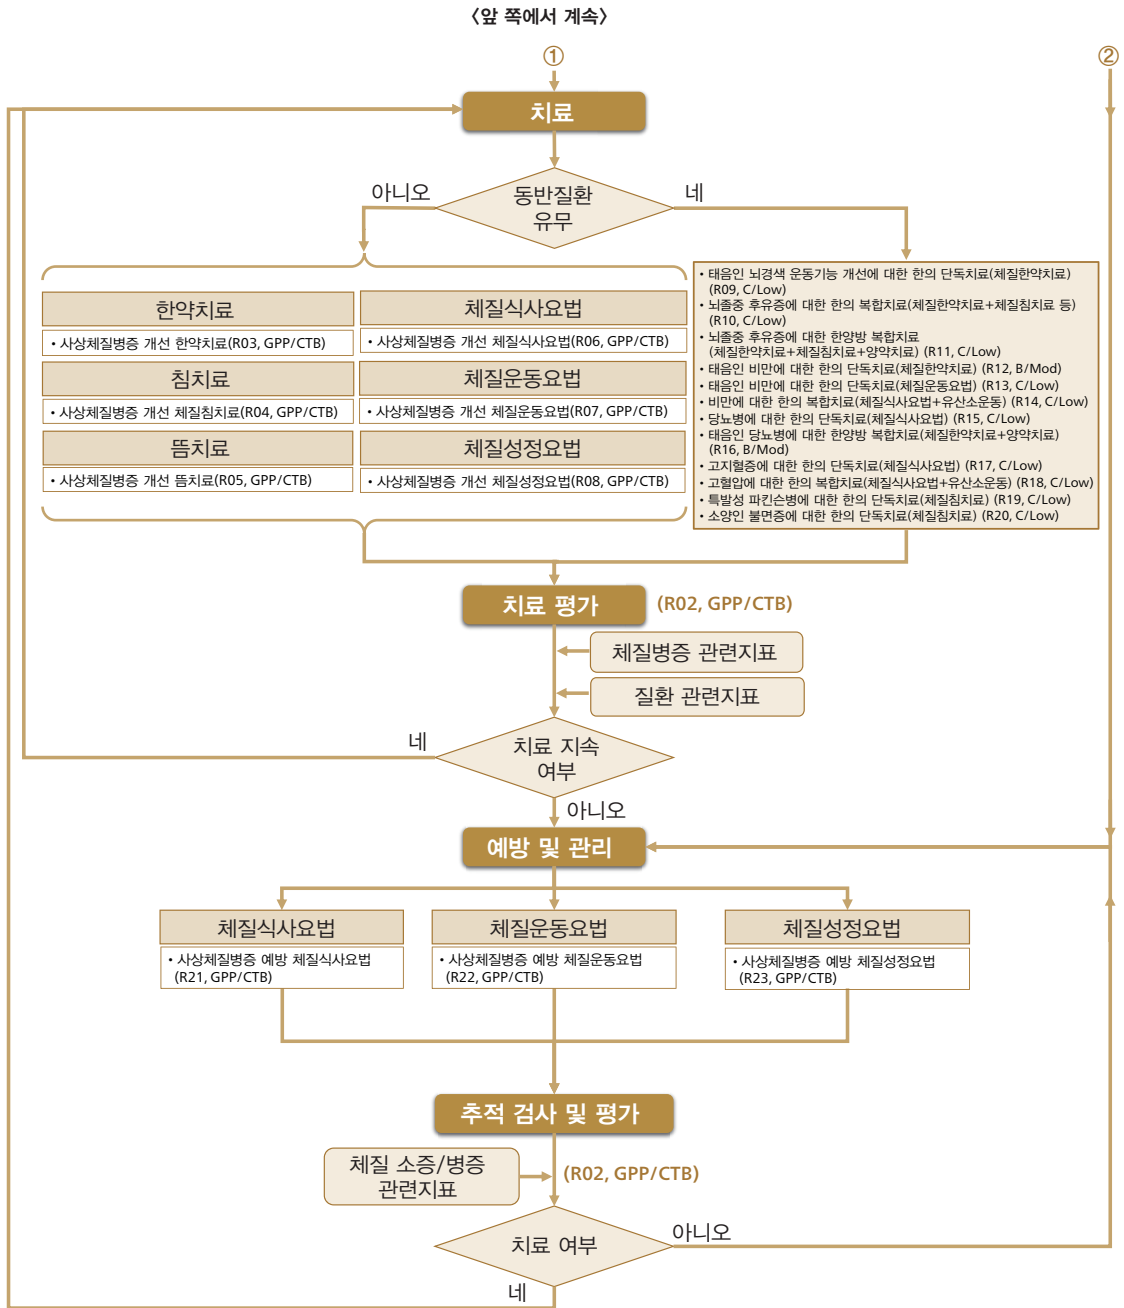 〈앞 쪽에서 계속〉
①
②
치료
동반질환
유무
아니오
네
한약치료
• 사상체질병증 개선 한약치료(R03, GPP/CTB)
침치료
• 사상체질병증 개선 체질침치료(R04, GPP/CTB)
뜸치료
• 사상체질병증 개선 뜸치료(R05, GPP/CTB)
체질식사요법
• 사상체질병증 개선 체질식사요법(R06, GPP/CTB)
체질운동요법
• 사상체질병증 개선 체질운동요법(R07, GPP/CTB)
체질성정요법
• 사상체질병증 개선 체질성정요법(R08, GPP/CTB)
• 태음인 뇌경색 운동기능 개선에 대한 한의 단독치료(체질한약치료)
(R09, C/Low)
• 뇌졸중 후유증에 대한 한의 복합치료(체질한약치료+체질침치료 등)
(R10, C/Low)
• 뇌졸중 후유증에 대한 한양방 복합치료
(체질한약치료+체질침치료+양약치료) (R11, C/Low)
• 태음인 비만에 대한 한의 단독치료(체질한약치료) (R12, B/Mod)
• 태음인 비만에 대한 한의 단독치료(체질운동요법) (R13, C/Low)
• 비만에 대한 한의 복합치료(체질식사요법+유산소운동) (R14, C/Low)
• 당뇨병에 대한 한의 단독치료(체질식사요법) (R15, C/Low)
• 태음인 당뇨병에 대한 한양방 복합치료(체질한약치료+양약치료)
(R16, B/Mod)
• 고지혈증에 대한 한의 단독치료(체질식사요법) (R17, C/Low)
• 고혈압에 대한 한의 복합치료(체질식사요법+유산소운동) (R18, C/Low)
• 특발성 파킨슨병에 대한 한의 단독치료(체질침치료) (R19, C/Low)
• 소양인 불면증에 대한 한의 단독치료(체질침치료) (R20, C/Low)
치료 평가
(R02, GPP/CTB)
체질병증 관련지표
질환 관련지표
치료 지속
여부
네
아니오
예방 및 관리
체질식사요법
• 사상체질병증 예방 체질식사요법
(R21, GPP/CTB)
체질운동요법
• 사상체질병증 예방 체질운동요법
(R22, GPP/CTB)
체질성정요법
• 사상체질병증 예방 체질성정요법
(R23, GPP/CTB)
추적 검사 및 평가
체질 소증/병증
관련지표
(R02, GPP/CTB)
치료 여부
아니오
네